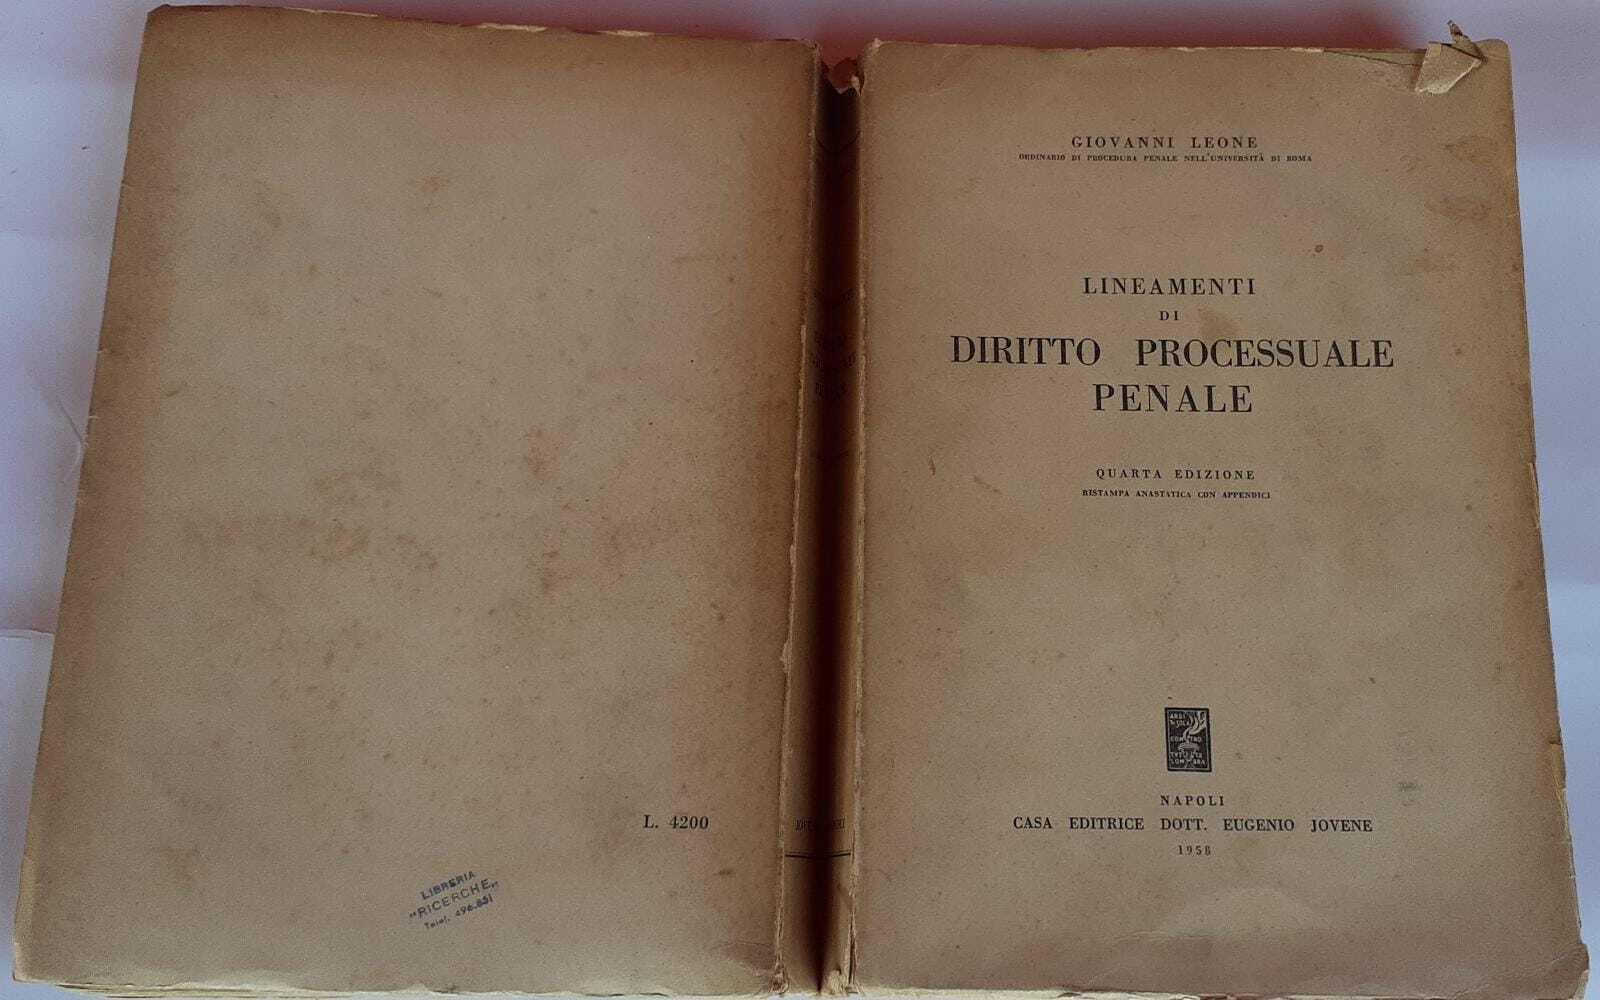 L. 4200
LIBRERIA
"RICERCHE"
GIOVANNI LEONE
ORDINARIO DI PROCEDURA PENALE NELL'UNIVERSITÀ DI ROMA
LINEAMENTI
DI
DIRITTO PROCESSUALE
PENALE
QUARTA EDIZIONE
RISTAMPA ANASTATICA CON APPENDICI
NAPOLI
CASA EDITRICE DOTT. EUGENIO JOVENE
1958